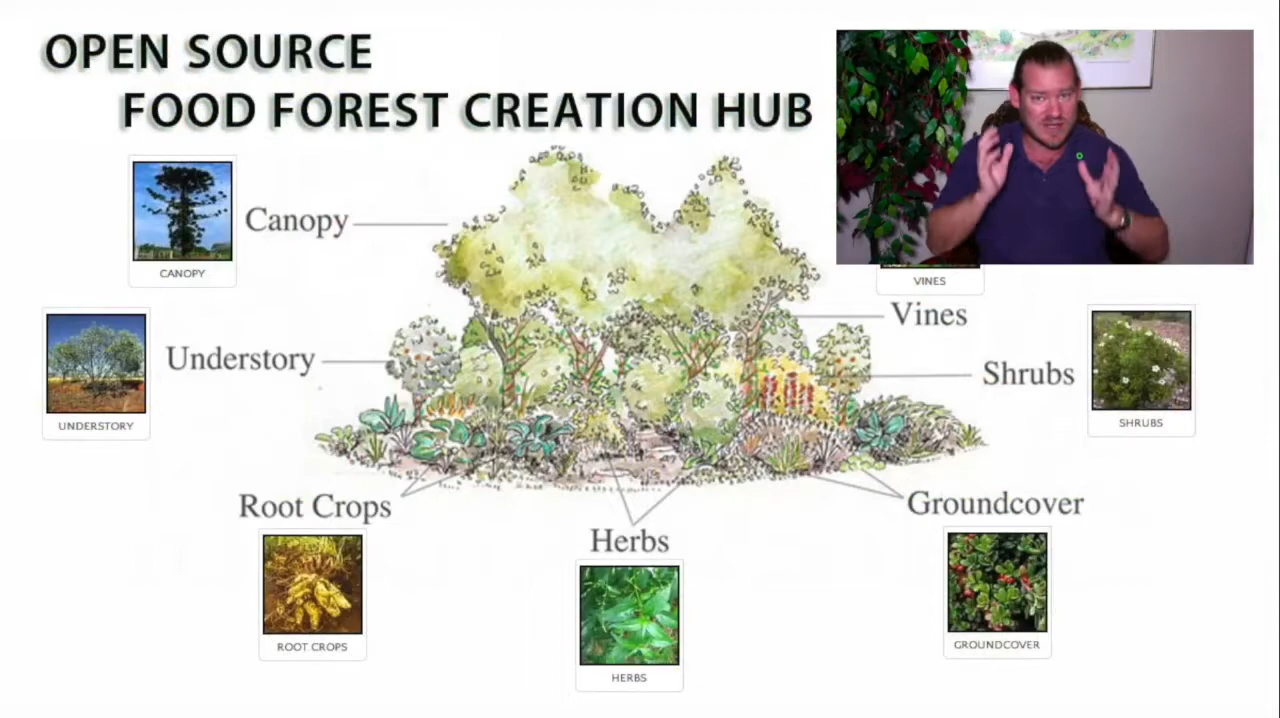 OPEN SOURCE
FOOD FOREST CREATION HUB
CANOPY
Canopy
VINES
Vines
UNDERSTORY
Understory
Shrubs
SHRUBS
Root Crops
Herbs
Groundcover
ROOT CROPS
HERBS
GROUNDCOVER